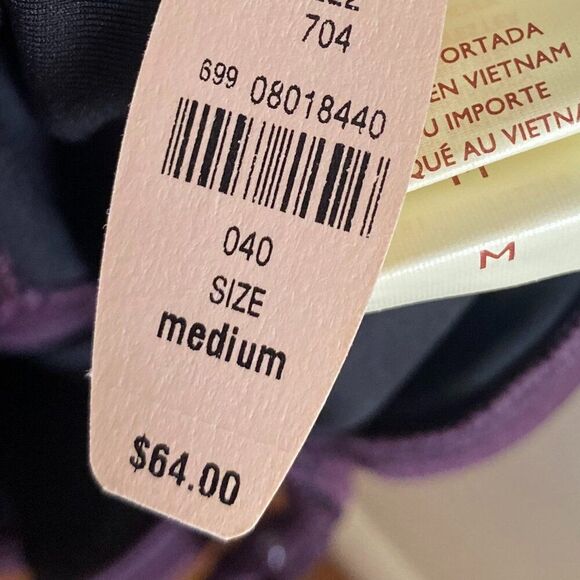 704
699 08018440
040
SIZE
medium
$64.00
ORTADA
EN VIETNAM
U IMPORTE
QUÉ AU VIETNA
M